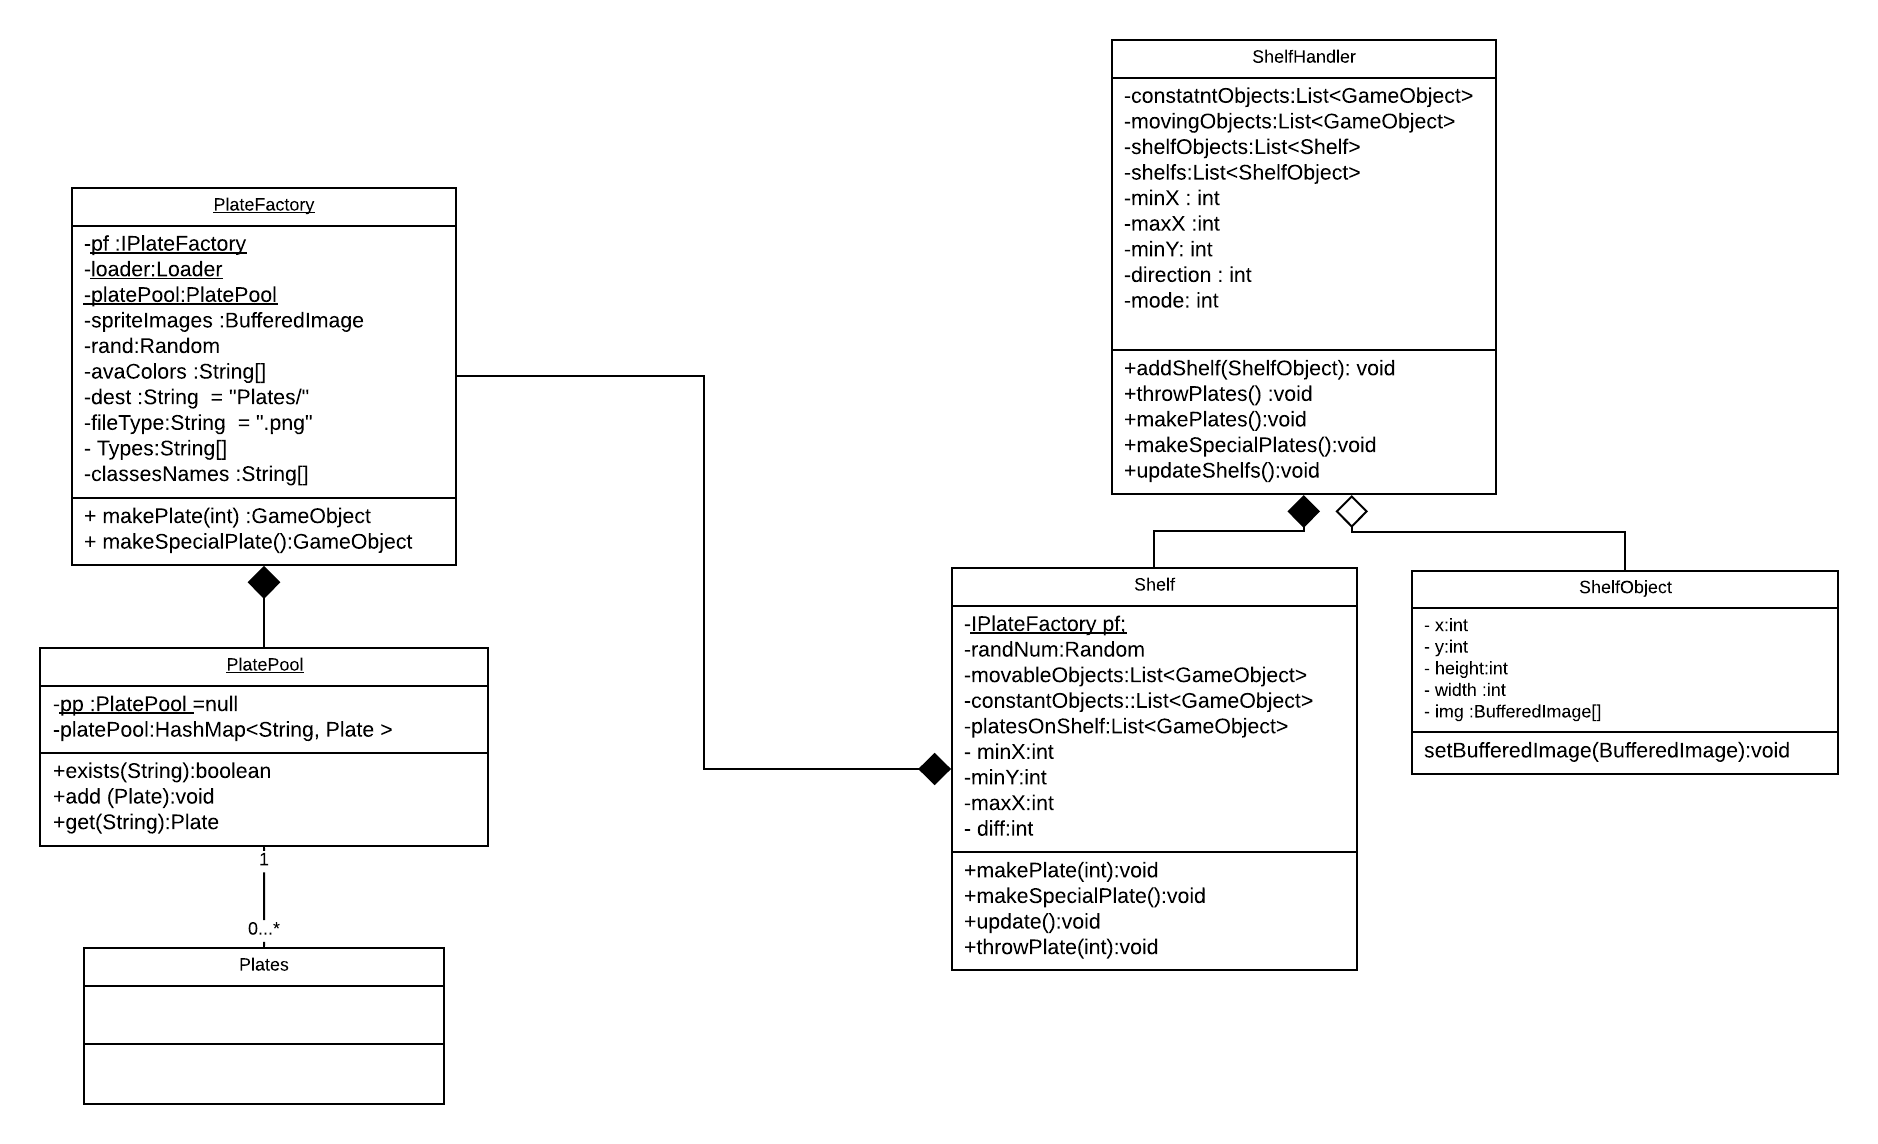 ShelfHandler
-constatntObjects:List<GameObject>
-movingObjects:List<GameObject>
-shelfObjects:List<Shelf>
-shelfs:List<ShelfObject>
-minX : int
-maxX :int
-minY: int
-direction : int
-mode: int
+addShelf(ShelfObject): void
+throwPlates() :void
+makePlates():void
+makeSpecialPlates():void
+updateShelfs():void
PlateFactory
-pf :IPlateFactory
-loader:Loader
-platePool:PlatePool
-spriteImages :BufferedImage
-rand:Random
-avaColors :String[]
-dest :String  = "Plates/"
-fileType:String  = ".png"
- Types:String[]
-classesNames :String[]
+ makePlate(int) :GameObject
+ makeSpecialPlate():GameObject
PlatePool
-pp :PlatePool =null
-platePool:HashMap<String, Plate >
+exists(String):boolean
+add (Plate):void
+get(String):Plate
1
0...*
Plates
Shelf
-IPlateFactory pf;
-randNum:Random
-movableObjects:List<GameObject>
-constantObjects::List<GameObject>
-platesOnShelf:List<GameObject>
- minX:int
-minY:int
-maxX:int
- diff:int
+makePlate(int):void
+makeSpecialPlate():void
+update():void
+throwPlate(int):void
ShelfObject
- x:int
- y:int
- height:int
- width :int
- img :BufferedImage[]
setBufferedImage(BufferedImage):void